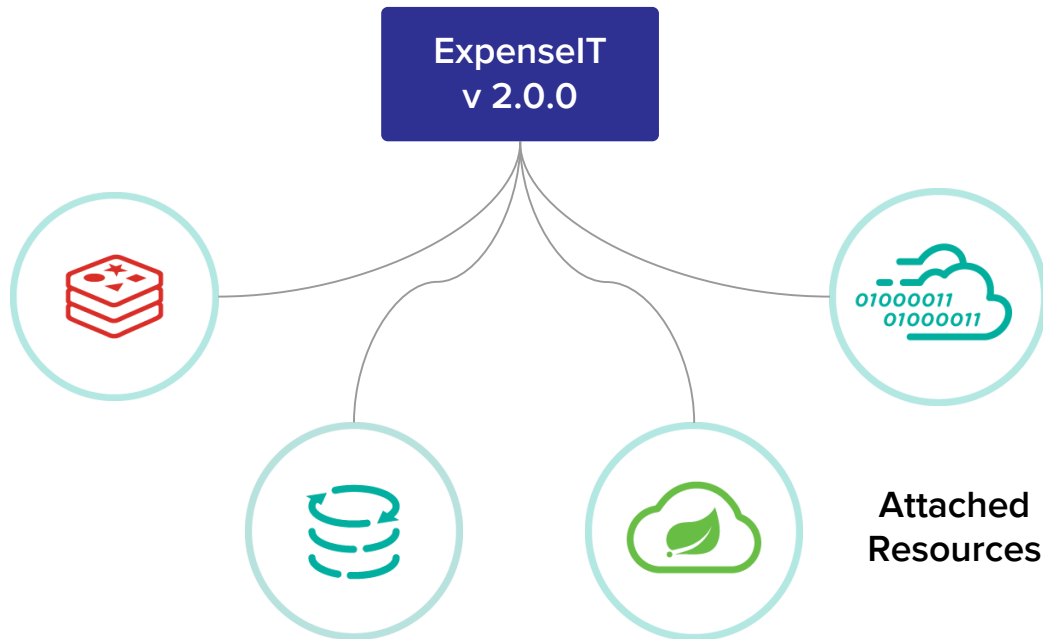 ExpenseIT
v 2.0.0
01000011
01000011
Attached
Resources